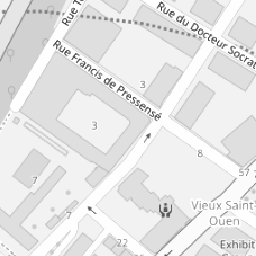 Rue du Docteur Socrat
Rue T
Rue Francis de Pressensé
3
3
8
57
7
7
Vieux Saint-
Ouen
22
Exhibit